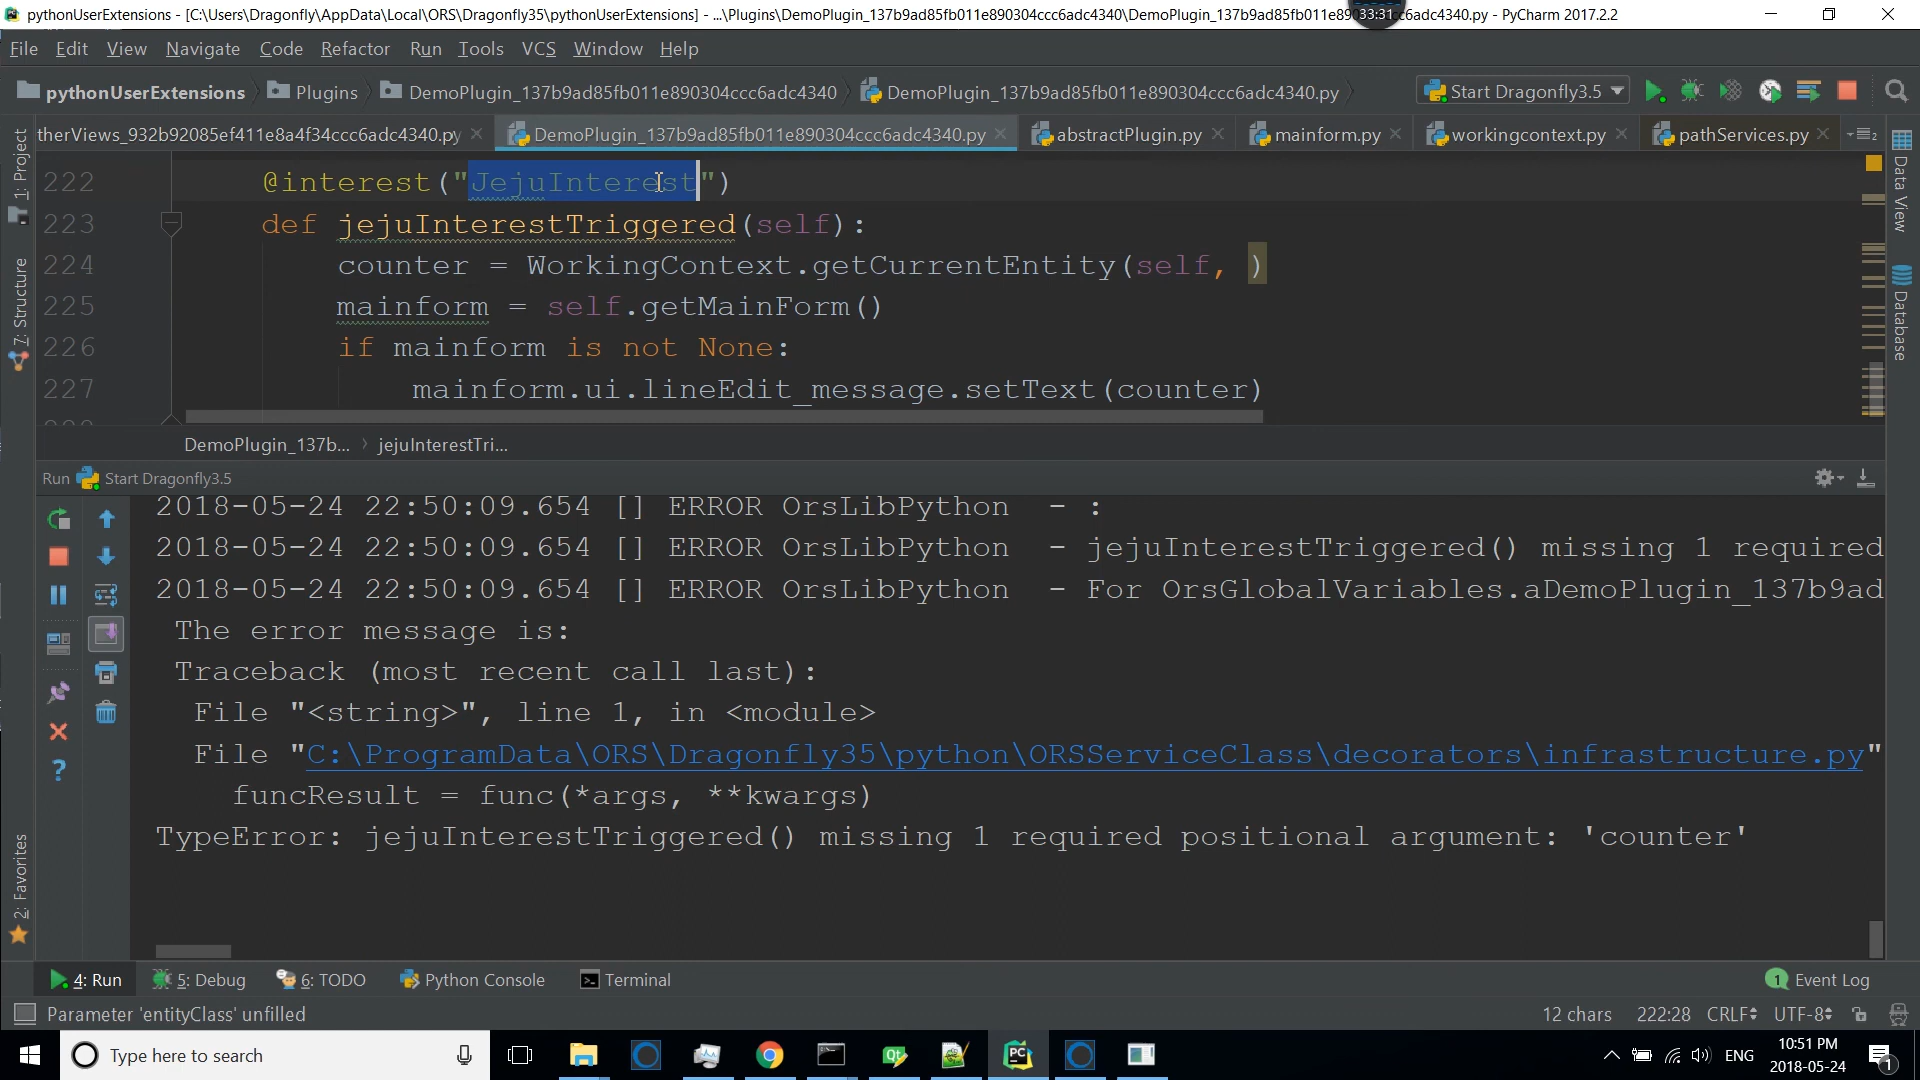 pythonUserExtensions - [C:\Users\Dragonfly\AppData\Local\ORS\Dragonfly35\pythonUserExtensions] - ...\Plugins\DemoPlugin_137b9ad85fb011e890304ccc6adc4340\DemoPlugin_137b9ad85fb011e8903 c6adc4340.py - PyCharm 2017.2.2
33:31
File Edit View Navigate Code Refactor Run Tools VCS Window Help
pythonUserExtensions Plugins DemoPlugin_137b9ad85fb011e890304ccc6adc4340 DemoPlugin_137b9ad85fb011e890304ccc6adc4340.py Start Dragonfly3.5
therViews_932b92085ef411e8a4f34ccc6adc4340.py DemoPlugin_137b9ad85fb011e890304ccc6adc4340.py abstractPlugin.py mainform.py workingcontext.py pathServices.py
1: Project
7: Structure
2: Favorites
Data View
Database
222 @interest("JejuInterest")
223 def jejuInterestTriggered(self):
224 counter = WorkingContext.getCurrentEntity(self, )
225 mainform = self.getMainForm()
226 if mainform is not None:
227 mainform.ui.lineEdit_message.setText(counter)
DemoPlugin_137b... jejuInterestTri...
Run Start Dragonfly3.5
2018-05-24 22:50:09.654 [] ERROR OrsLibPython - :
2018-05-24 22:50:09.654 [] ERROR OrsLibPython - jejuInterestTriggered() missing 1 required
2018-05-24 22:50:09.654 [] ERROR OrsLibPython - For OrsGlobalVariables.aDemoPlugin_137b9ad
The error message is:
Traceback (most recent call last):
File "<string>", line 1, in <module>
File "C:\ProgramData\ORS\Dragonfly35\python\ORSServiceClass\decorators\infrastructure.py"
funcResult = func(*args, **kwargs)
TypeError: jejuInterestTriggered() missing 1 required positional argument: 'counter'
4: Run 5: Debug 6: TODO Python Console Terminal 1 Event Log
Parameter 'entityClass' unfilled 12 chars 222:28 CRLF UTF-8
Type here to search ENG 10:51 PM
2018-05-24 1